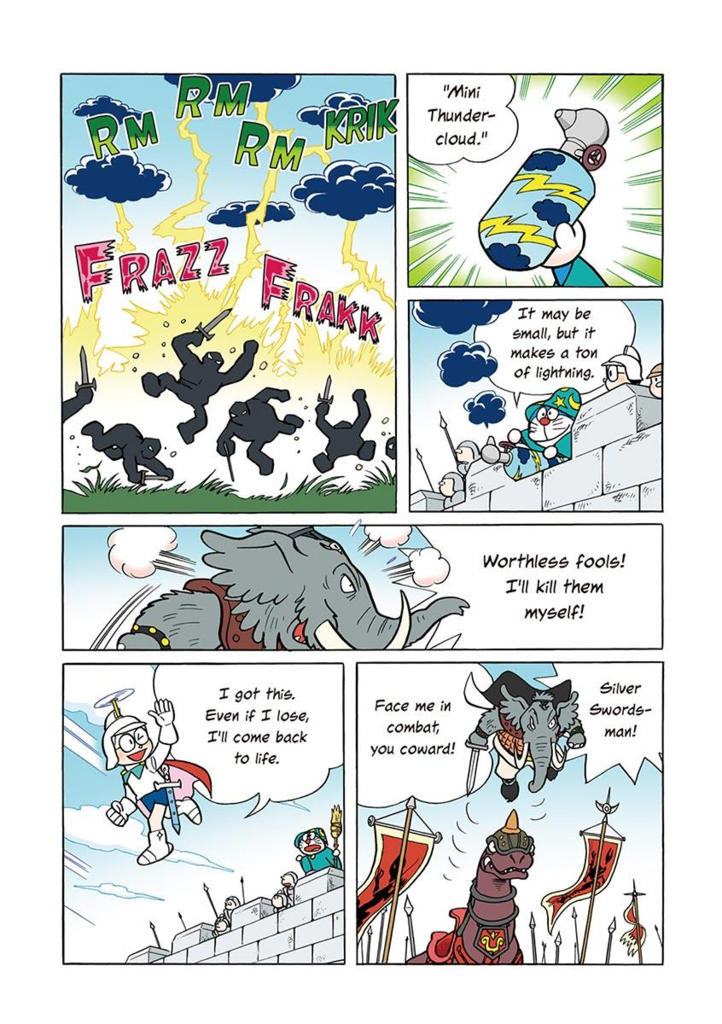 RM
RM
RM
RM
KRIK
FRAZZ
FRAKK
"Mini
Thunder-
cloud."
It may be
small, but it
makes a ton
of lightning.
Worthless fools!
I'll kill them
myself!
I got this.
Even if I lose,
I'll come back
to life.
Silver
Swords-
man!
Face me in
combat,
you coward!